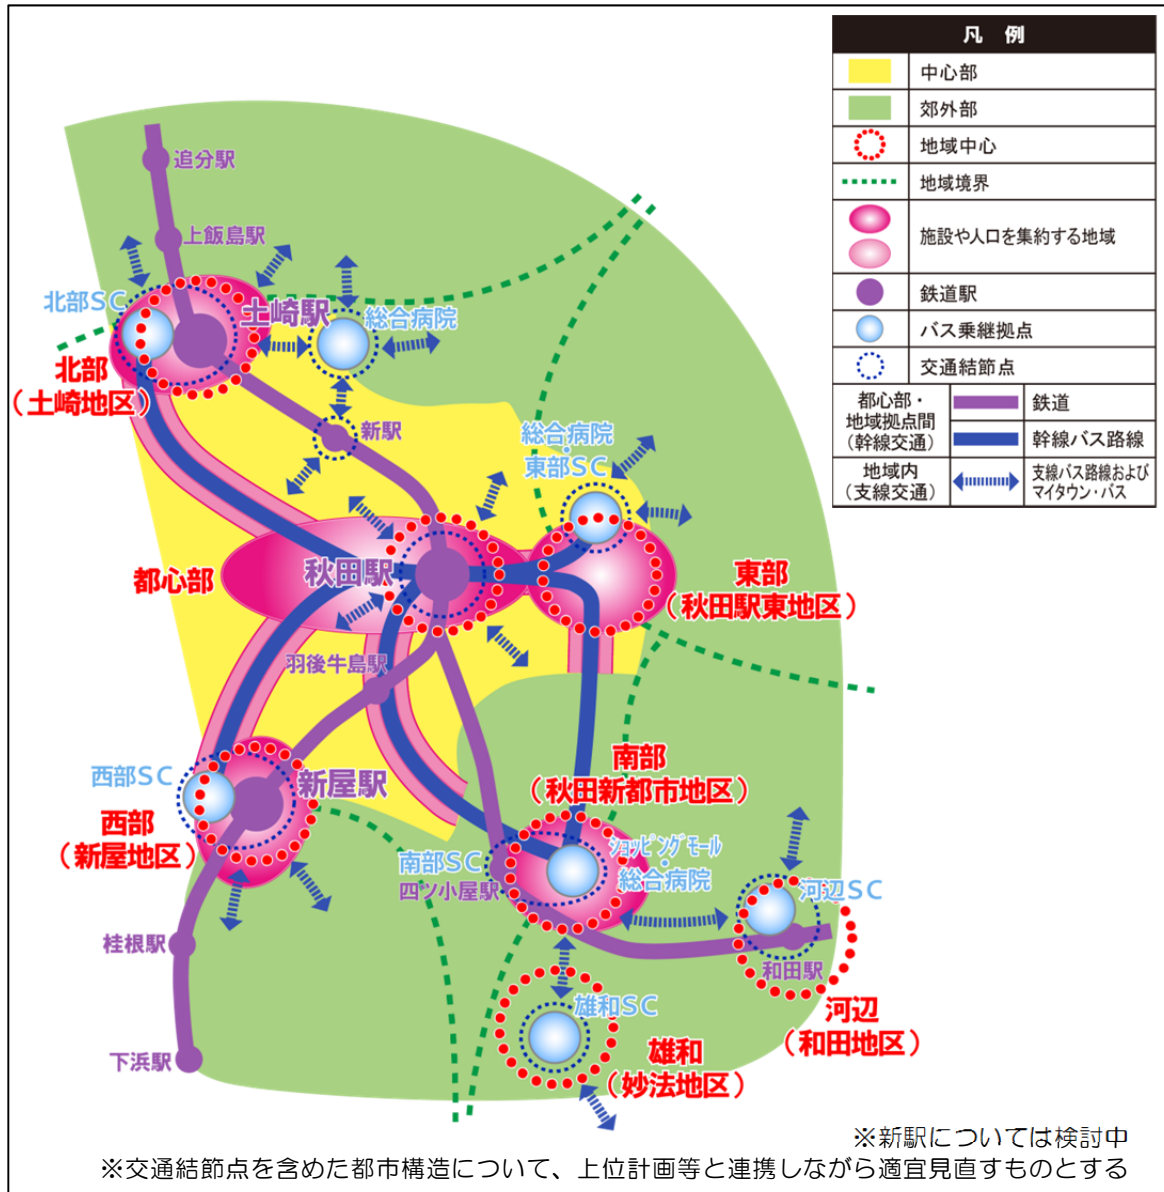 凡 例
中心部
郊外部
地域中心
地域境界
施設や人口を集約する地域
鉄道駅
バス乗継拠点
交通結節点
都心部・
地域拠点間
(幹線交通)
鉄道
幹線バス路線
地域内
(支線交通)
支線バス路線および
マイタウン・バス
追分駅
上飯島駅
北部SC
土崎駅
総合病院
北部
(土崎地区)
新駅
総合病院
・
東部SC
都心部
秋田駅
東部
(秋田駅東地区)
羽後牛島駅
西部SC
新屋駅
西部
(新屋地区)
南部
(秋田新都市地区)
南部SC
四ツ小屋駅
ショッピングモール
・
総合病院
河辺SC
和田駅
河辺
(和田地区)
桂根駅
下浜駅
雄和SC
雄和
(妙法地区)
※新駅については検討中
※交通結節点を含めた都市構造について、上位計画等と連携しながら適宜見直すものとする